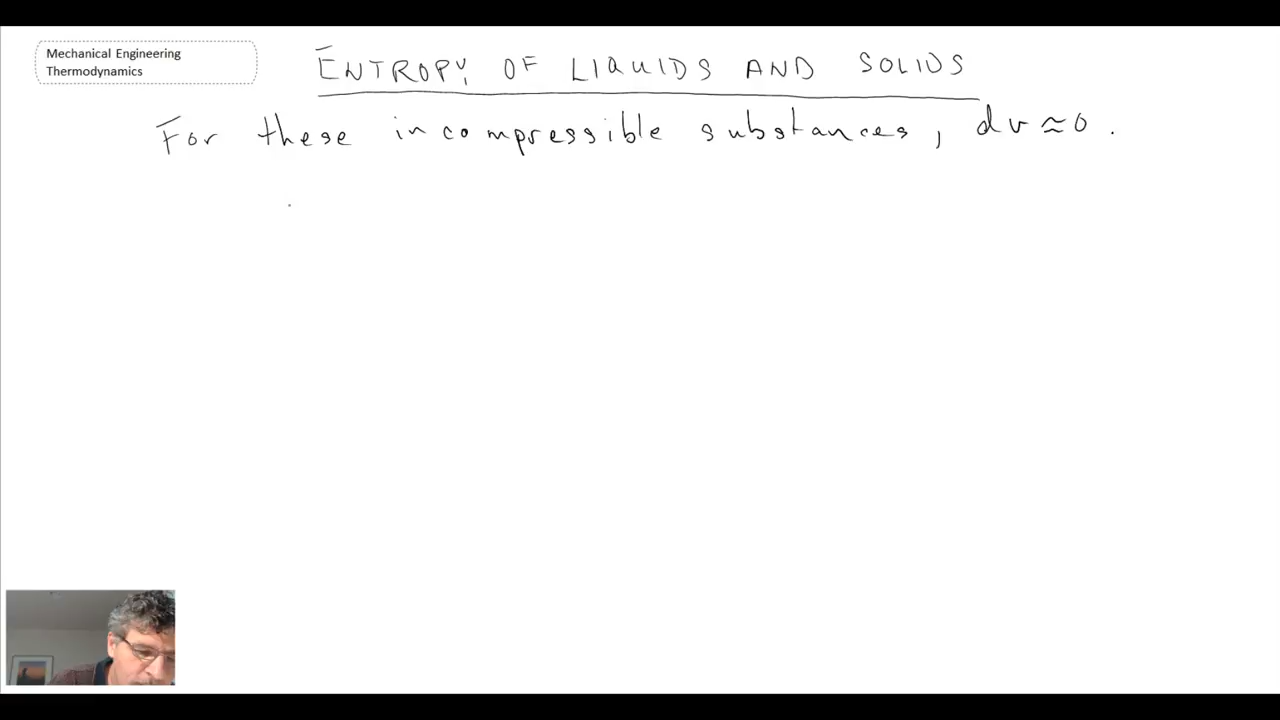 Mechanical Engineering
Thermodynamics
ENTROPY OF LIQUIDS AND SOLIDS
For these incompressible substances, dv ≈ 0.